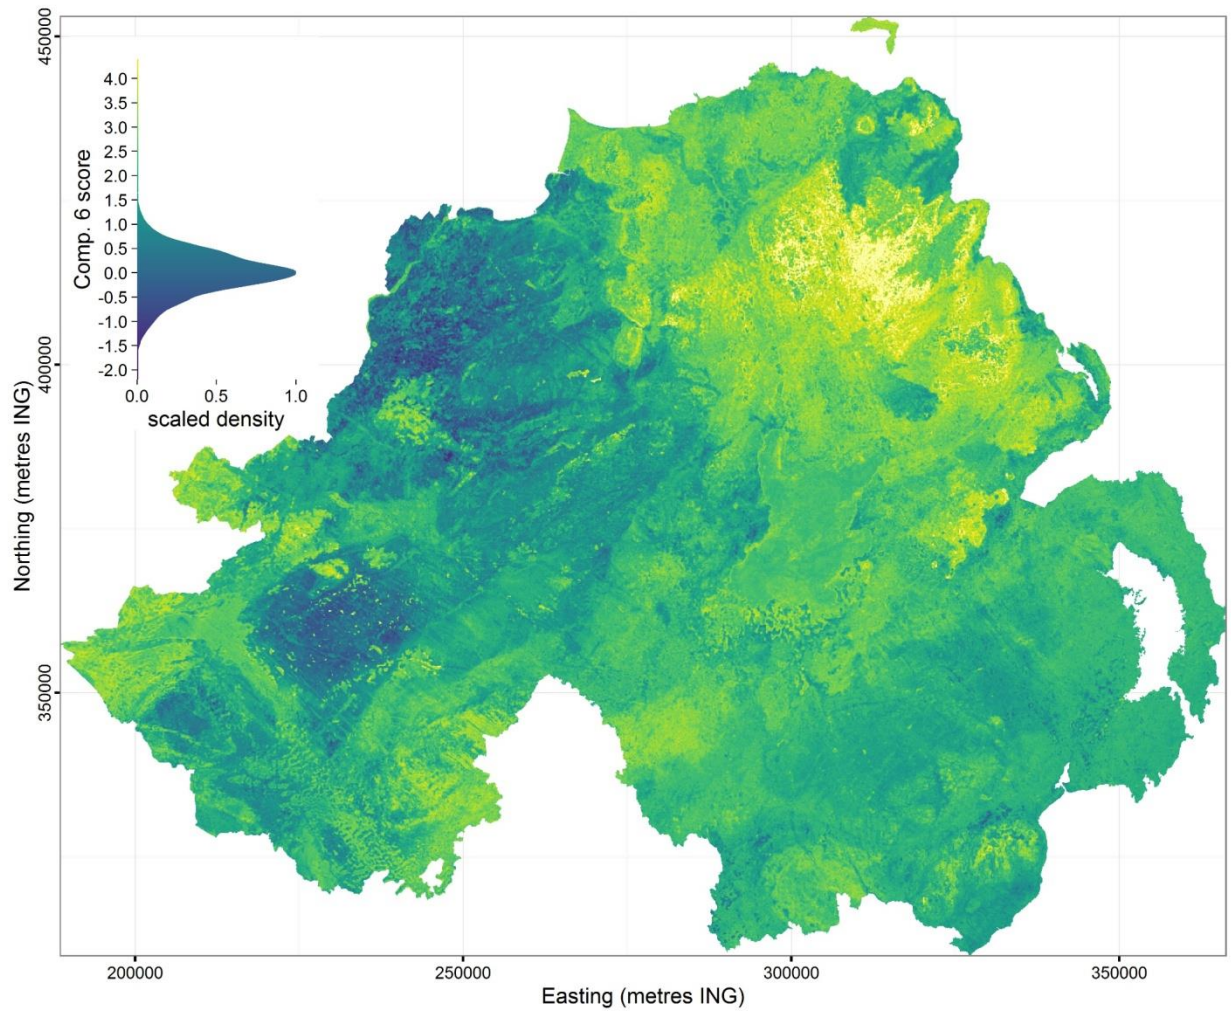 450000
400000
350000
Northing (metres ING)
4.0
3.5
3.0
2.5
2.0
1.5
1.0
0.5
0.0
-0.5
-1.0
-1.5
-2.0
Comp. 6 score
0.0 0.5 1.0
scaled density
200000 250000 300000 350000
Easting (metres ING)